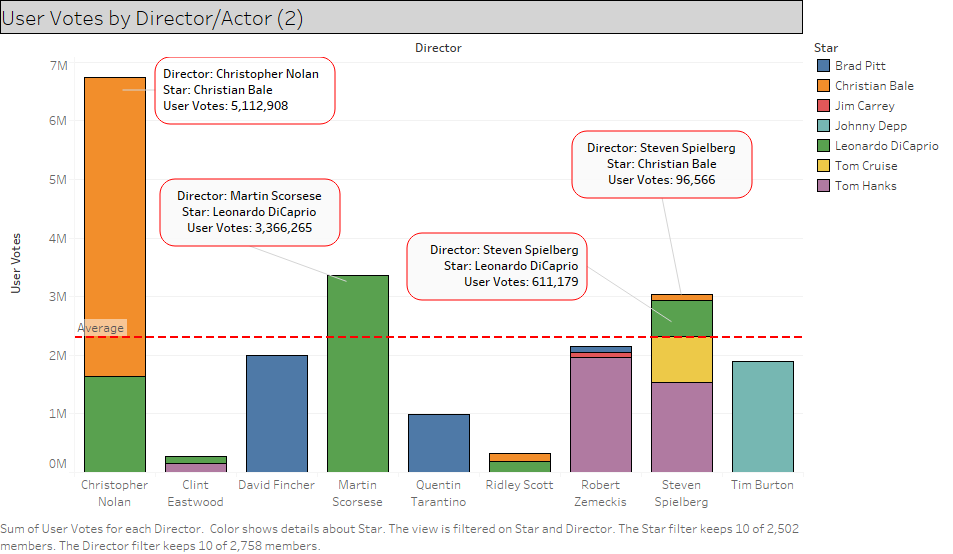 User Votes by Director/Actor (2)
Director
Star
Brad Pitt
Christian Bale
Jim Carrey
Johnny Depp
Leonardo DiCaprio
Tom Cruise
Tom Hanks
User Votes
7M
6M
5M
4M
3M
2M
1M
0M
Director: Christopher Nolan
Star: Christian Bale
User Votes: 5,112,908
Director: Steven Spielberg
Star: Christian Bale
User Votes: 96,566
Director: Martin Scorsese
Star: Leonardo DiCaprio
User Votes: 3,366,265
Director: Steven Spielberg
Star: Leonardo DiCaprio
User Votes: 611,179
Average
Christopher
Nolan
Clint
Eastwood
David Fincher
Martin
Scorsese
Quentin
Tarantino
Ridley Scott
Robert
Zemeckis
Steven
Spielberg
Tim Burton
Sum of User Votes for each Director.  Color shows details about Star. The view is filtered on Star and Director. The Star filter keeps 10 of 2,502
members. The Director filter keeps 10 of 2,758 members.